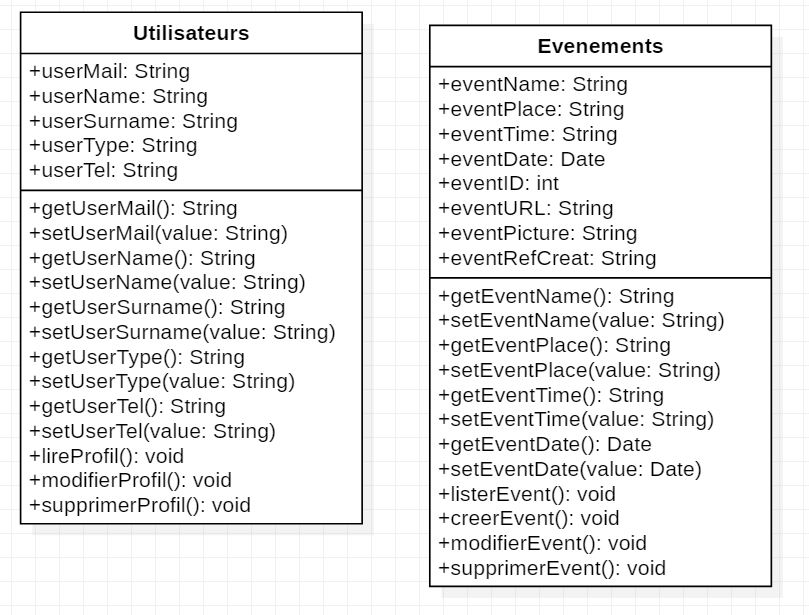 Utilisateurs
+userMail: String
+userName: String
+userSurname: String
+userType: String
+userTel: String
+getUserMail(): String
+setUserMail(value: String)
+getUserName(): String
+setUserName(value: String)
+getUserSurname(): String
+setUserSurname(value: String)
+getUserType(): String
+setUserType(value: String)
+getUserTel(): String
+setUserTel(value: String)
+lireProfil(): void
+modifierProfil(): void
+supprimerProfil(): void
Evenements
+eventName: String
+eventPlace: String
+eventTime: String
+eventDate: Date
+eventID: int
+eventURL: String
+eventPicture: String
+eventRefCreat: String
+getEventName(): String
+setEventName(value: String)
+getEventPlace(): String
+setEventPlace(value: String)
+getEventTime(): String
+setEventTime(value: String)
+getEventDate(): Date
+setEventDate(value: Date)
+listerEvent(): void
+creerEvent(): void
+modifierEvent(): void
+supprimerEvent(): void